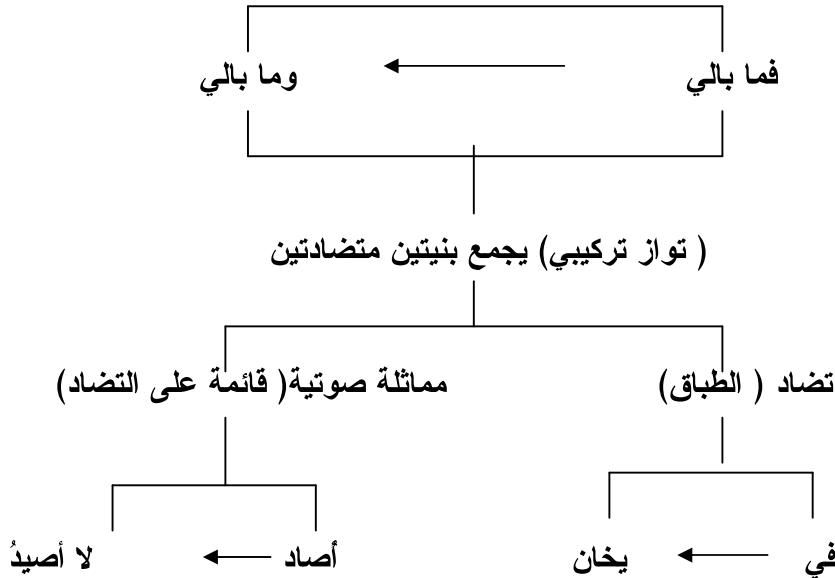 فما بالي وما بالي
( تواز تركيبي) يجمع بنيتين متضادتين
تضاد ( الطباق) مماثلة صوتية( قائمة على التضاد)
في يخان أُصاد لا أصيدُ